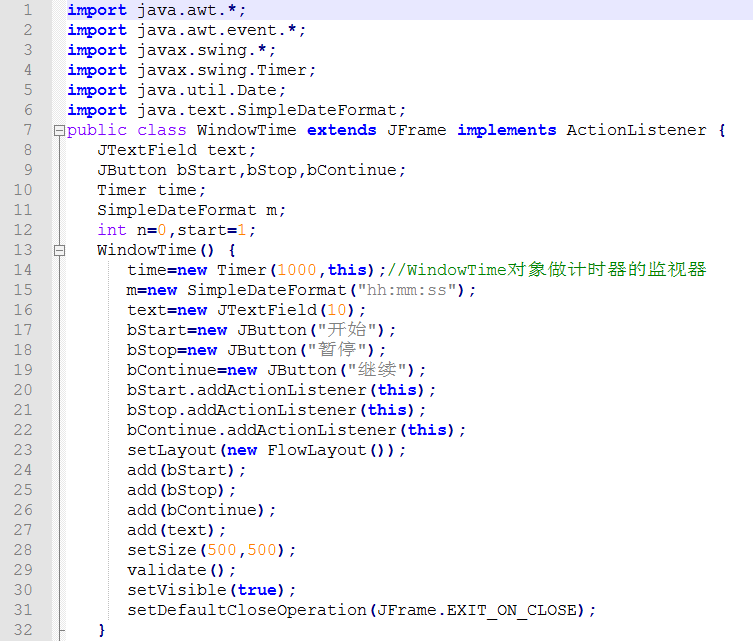 1 import java.awt.*;
2 import java.awt.event.*;
3 import javax.swing.*;
4 import javax.swing.Timer;
5 import java.util.Date;
6 import java.text.SimpleDateFormat;
7 public class WindowTime extends JFrame implements ActionListener {
8 JTextField text;
9 JButton bStart,bStop,bContinue;
10 Timer time;
11 SimpleDateFormat m;
12 int n=0,start=1;
13 WindowTime() {
14 time=new Timer(1000,this);//WindowTime对象做计时器的监视器
15 m=new SimpleDateFormat("hh:mm:ss");
16 text=new JTextField(10);
17 bStart=new JButton("开始");
18 bStop=new JButton("暂停");
19 bContinue=new JButton("继续");
20 bStart.addActionListener(this);
21 bStop.addActionListener(this);
22 bContinue.addActionListener(this);
23 setLayout(new FlowLayout());
24 add(bStart);
25 add(bStop);
26 add(bContinue);
27 add(text);
28 setSize(500,500);
29 validate();
30 setVisible(true);
31 setDefaultCloseOperation(JFrame.EXIT_ON_CLOSE);
32 }